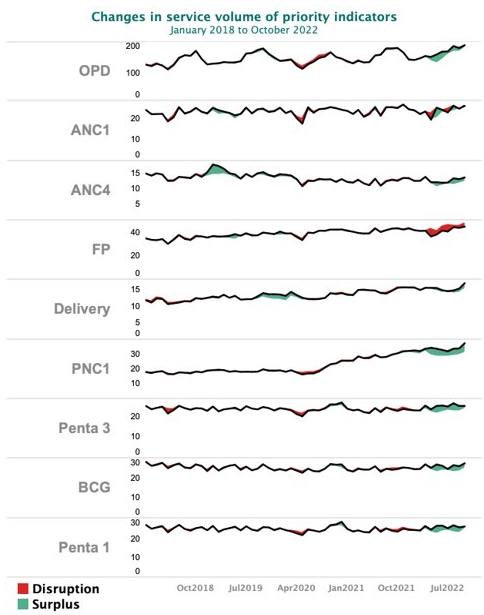 Changes in service volume of priority indicators
January 2018 to October 2022
200
OPD
100
0
ANC1
20
10
0
15
ANC4
10
5
40
FP
20
0
15
Delivery
10
5
0
30
PNC1
20
10
20
Penta 3
10
0
30
20
BCG
10
0
30
20
Penta 1
10
0
Oct2018 Jul2019 Apr2020 Jan2021 Oct2021 Jul2022
Disruption
Surplus